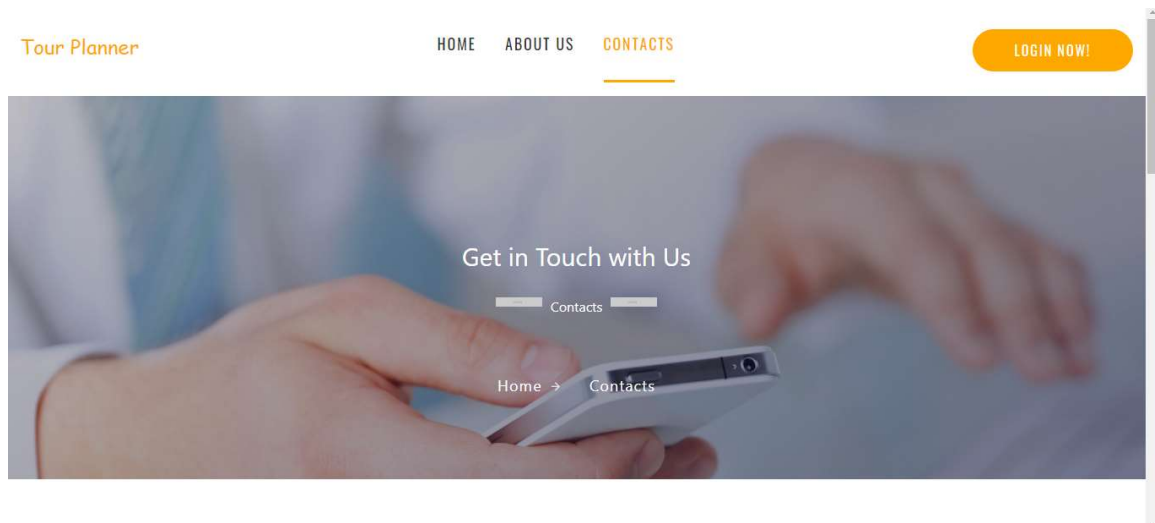 Tour Planner HOME ABOUT US CONTACTS LOGIN NOW!
Get in Touch with Us
Contacts
Home → Contacts